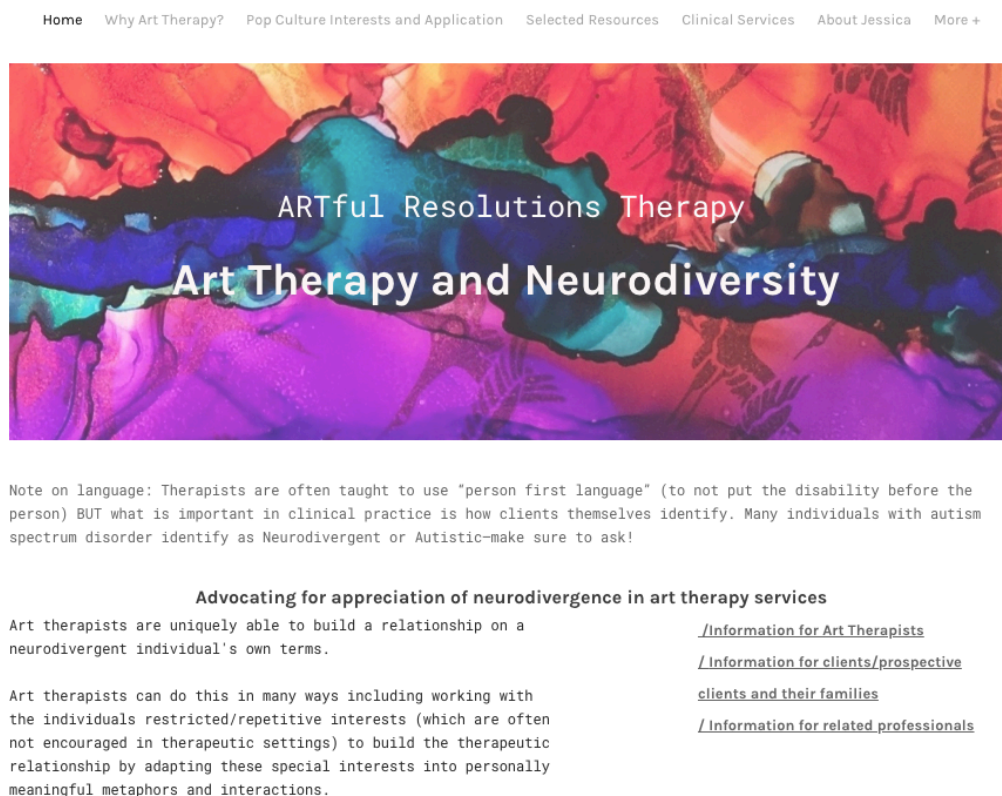 Home Why Art Therapy? Pop Culture Interests and Application Selected Resources Clinical Services About Jessica More +
ARTful Resolutions Therapy
Art Therapy and Neurodiversity
Note on language: Therapists are often taught to use “person first language” (to not put the disability before the
person) BUT what is important in clinical practice is how clients themselves identify. Many individuals with autism
spectrum disorder identify as Neurodivergent or Autistic—make sure to ask!
Advocating for appreciation of neurodivergence in art therapy services
Art therapists are uniquely able to build a relationship on a
neurodivergent individual's own terms.
Art therapists can do this in many ways including working with
the individuals restricted/repetitive interests (which are often
not encouraged in therapeutic settings) to build the therapeutic
relationship by adapting these special interests into personally
meaningful metaphors and interactions.
/Information for Art Therapists
/ Information for clients/prospective
clients and their families
/ Information for related professionals